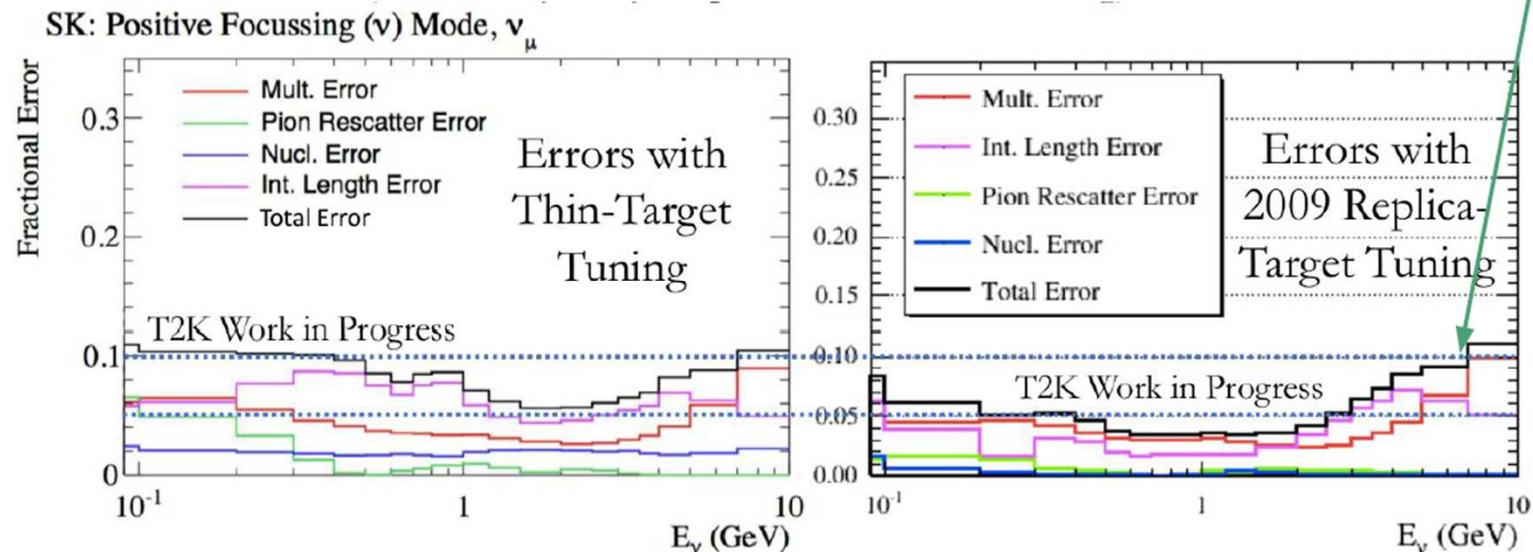 SK: Positive Focussing (ν) Mode, νμ
Fractional Error
0.3
0.2
0.1
0
Mult. Error
Pion Rescatter Error
Nucl. Error
Int. Length Error
Total Error
Errors with
Thin-Target
Tuning
T2K Work in Progress
10-1
1
10
Eν (GeV)
0.30
0.25
0.20
0.15
0.10
0.05
0.00
Mult. Error
Int. Length Error
Pion Rescatter Error
Nucl. Error
Total Error
Errors with
2009 Replica-
Target Tuning
T2K Work in Progress
10-1
1
10
Eν (GeV)